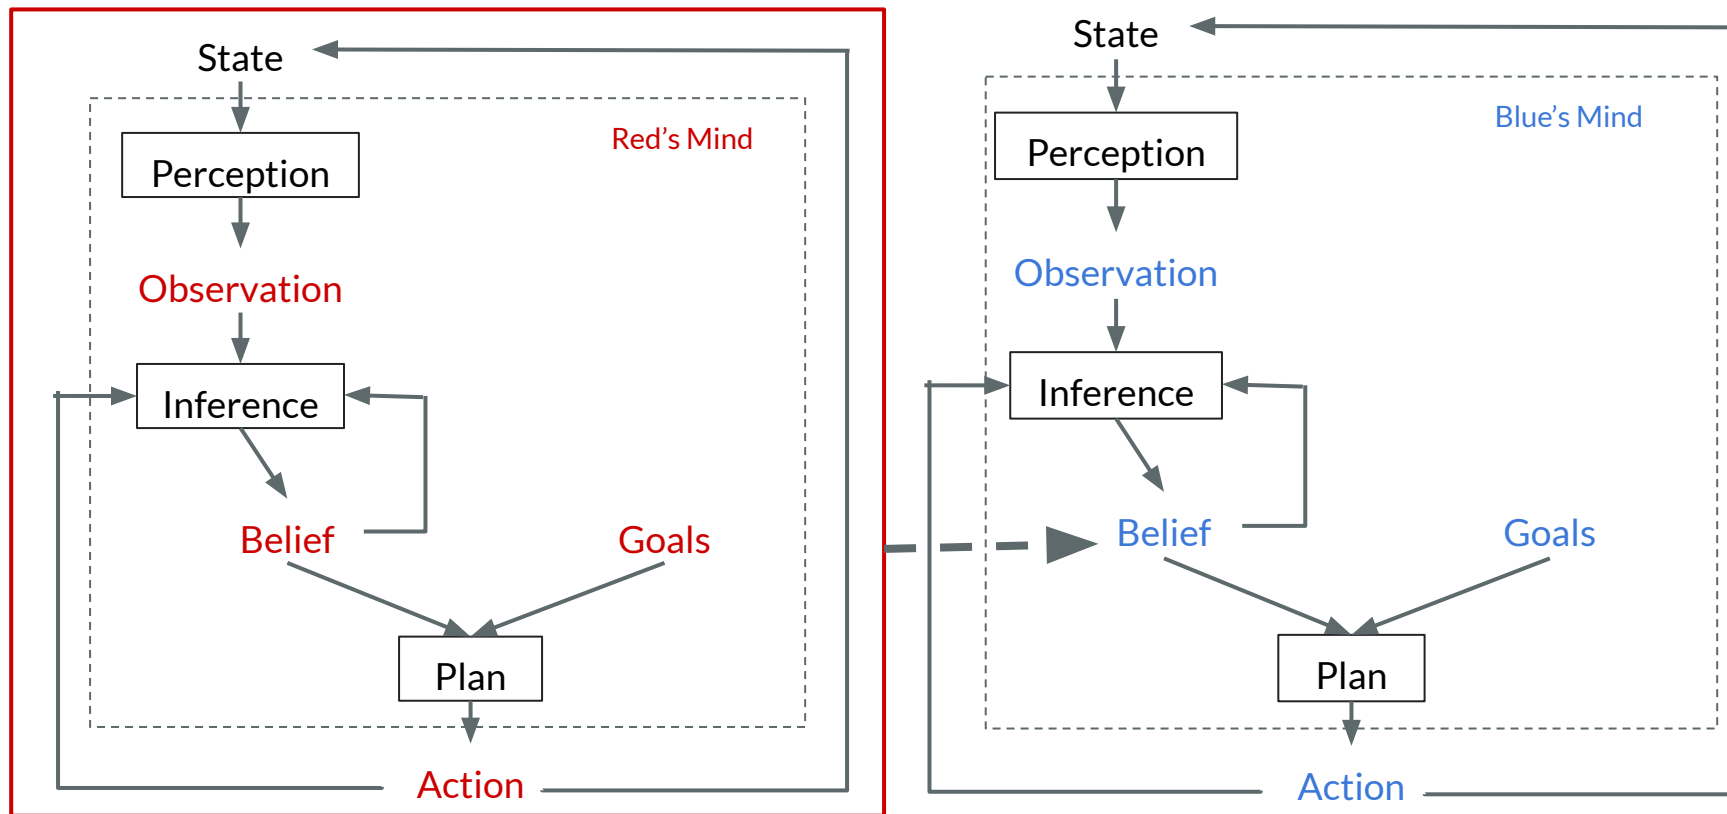 State
Red’s Mind
Perception
Observation
Inference
Belief
Goals
Plan
Action
State
Blue’s Mind
Perception
Observation
Inference
Belief
Goals
Plan
Action